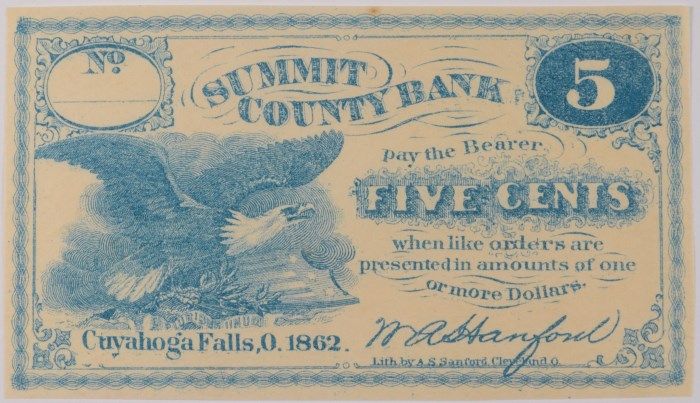 No.
SUMMIT
COUNTY BANK
5
pay the Bearer
FIVE CENTS
when like orders are
presented in amounts of one
or more Dollars.
Cuyahoga Falls, O. 1862.
W A Hanford
Lith by A. S. Sanford, Cleveland O.